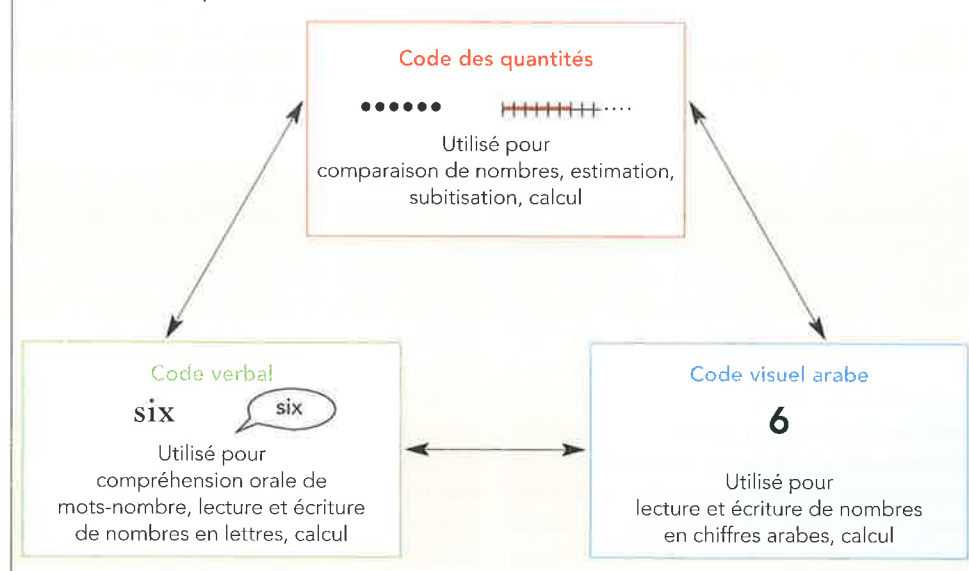 Code des quantités
Utilisé pour
comparaison de nombres, estimation,
subitisation, calcul
Code verbal
six
six
Utilisé pour
compréhension orale de
mots-nombre, lecture et écriture
de nombres en lettres, calcul
Code visuel arabe
6
Utilisé pour
lecture et écriture de nombres
en chiffres arabes, calcul